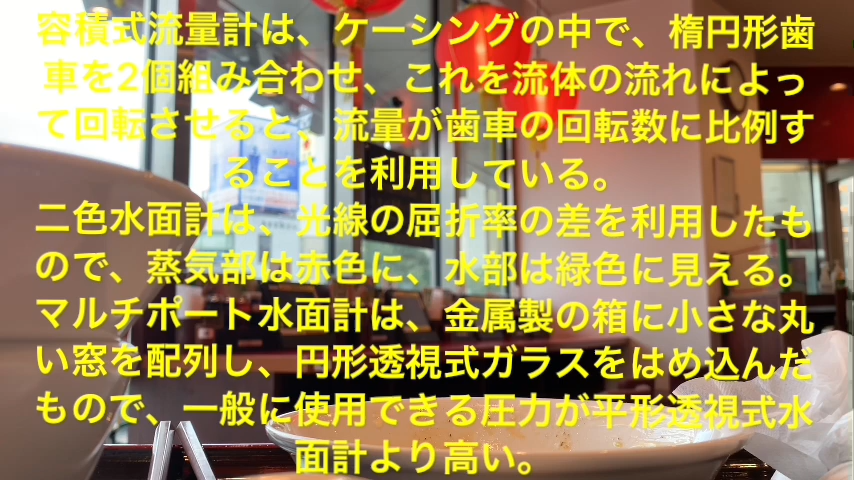 容積式流量計は、ケーシングの中で、楕円形歯
車を2個組み合わせ、これを流体の流れによっ
て回転させると、流量が歯車の回転数に比例す
ることを利用している。
二色水面計は、光線の屈折率の差を利用したも
ので、蒸気部は赤色に、水部は緑色に見える。
マルチポート水面計は、金属製の箱に小さな丸
い窓を配列し、円形透視式ガラスをはめ込んだ
もので、一般に使用できる圧力が平形透視式水
面計より高い。